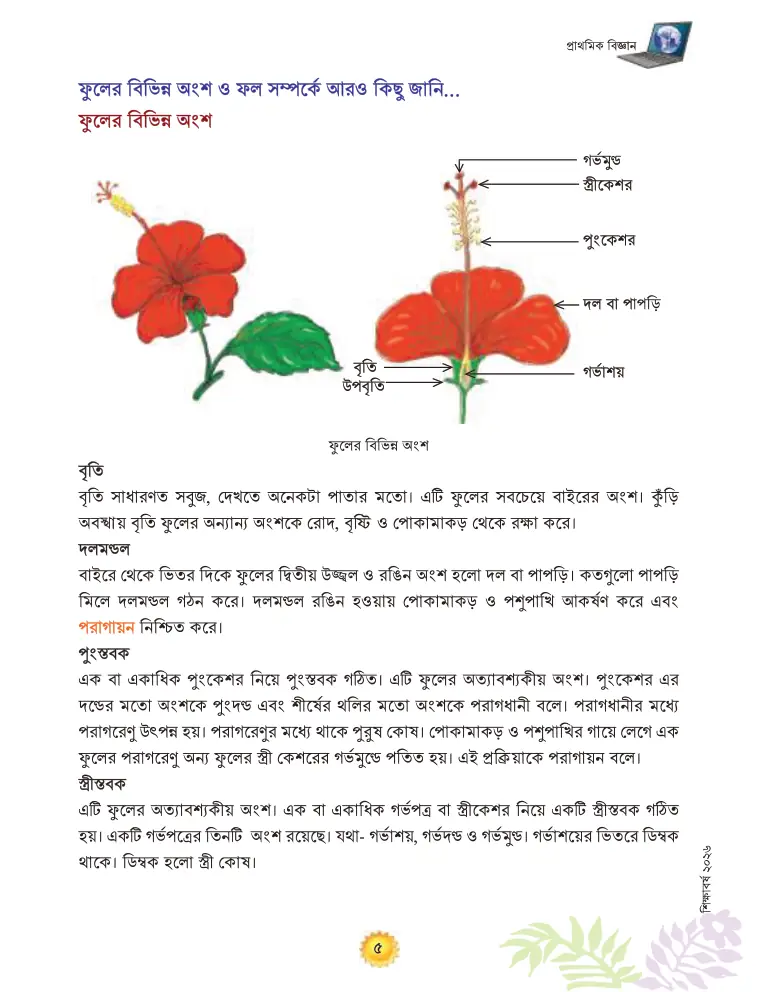 প্রাথমিক বিজ্ঞান
ফুলের বিভিন্ন অংশ ও ফল সম্পর্কে আরও কিছু জানি...
ফুলের বিভিন্ন অংশ
গর্ভমুন্ড
স্ত্রীকেশর
পুংকেশর
দল বা পাপড়ি
বৃতি
গর্ভাশয়
উপবৃতি
ফুলের বিভিন্ন অংশ
বৃতি
বৃতি সাধারণত সবুজ, দেখতে অনেকটা পাতার মতো। এটি ফুলের সবচেয়ে বাইরের অংশ। কুঁড়ি
অবস্থায় বৃতি ফুলের অন্যান্য অংশকে রোদ, বৃষ্টি ও পোকামাকড় থেকে রক্ষা করে।
দলমন্ডল
বাইরে থেকে ভিতর দিকে ফুলের দ্বিতীয় উজ্জ্বল ও রঙিন অংশ হলো দল বা পাপড়ি। কতগুলো পাপড়ি
মিলে দলমন্ডল গঠন করে। দলমন্ডল রঙিন হওয়ায় পোকামাকড় ও পশুপাখি আকর্ষণ করে এবং
পরাগায়ন নিশ্চিত করে।
পুংস্তবক
এক বা একাধিক পুংকেশর নিয়ে পুংস্তবক গঠিত। এটি ফুলের অত্যাবশ্যকীয় অংশ। পুংকেশর এর
দন্ডের মতো অংশকে পুংদন্ড এবং শীর্ষের থলির মতো অংশকে পরাগধানী বলে। পরাগধানীর মধ্যে
পরাগরেণু উৎপন্ন হয়। পরাগরেণুর মধ্যে থাকে পুরুষ কোষ। পোকামাকড় ও পশুপাখির গায়ে লেগে এক
ফুলের পরাগরেণু অন্য ফুলের স্ত্রী কেশরের গর্ভমুন্ডে পতিত হয়। এই প্রক্রিয়াকে পরাগায়ন বলে।
স্ত্রীস্তবক
এটি ফুলের অত্যাবশ্যকীয় অংশ। এক বা একাধিক গর্ভপত্র বা স্ত্রীকেশর নিয়ে একটি স্ত্রীস্তবক গঠিত
হয়। একটি গর্ভপত্রের তিনটি অংশ রয়েছে। যথা- গর্ভাশয়, গর্ভদন্ড ও গর্ভমুন্ড। গর্ভাশয়ের ভিতরে ডিম্বক
থাকে। ডিম্বক হলো স্ত্রী কোষ।
শিক্ষাবর্ষ ২০২৬
৫